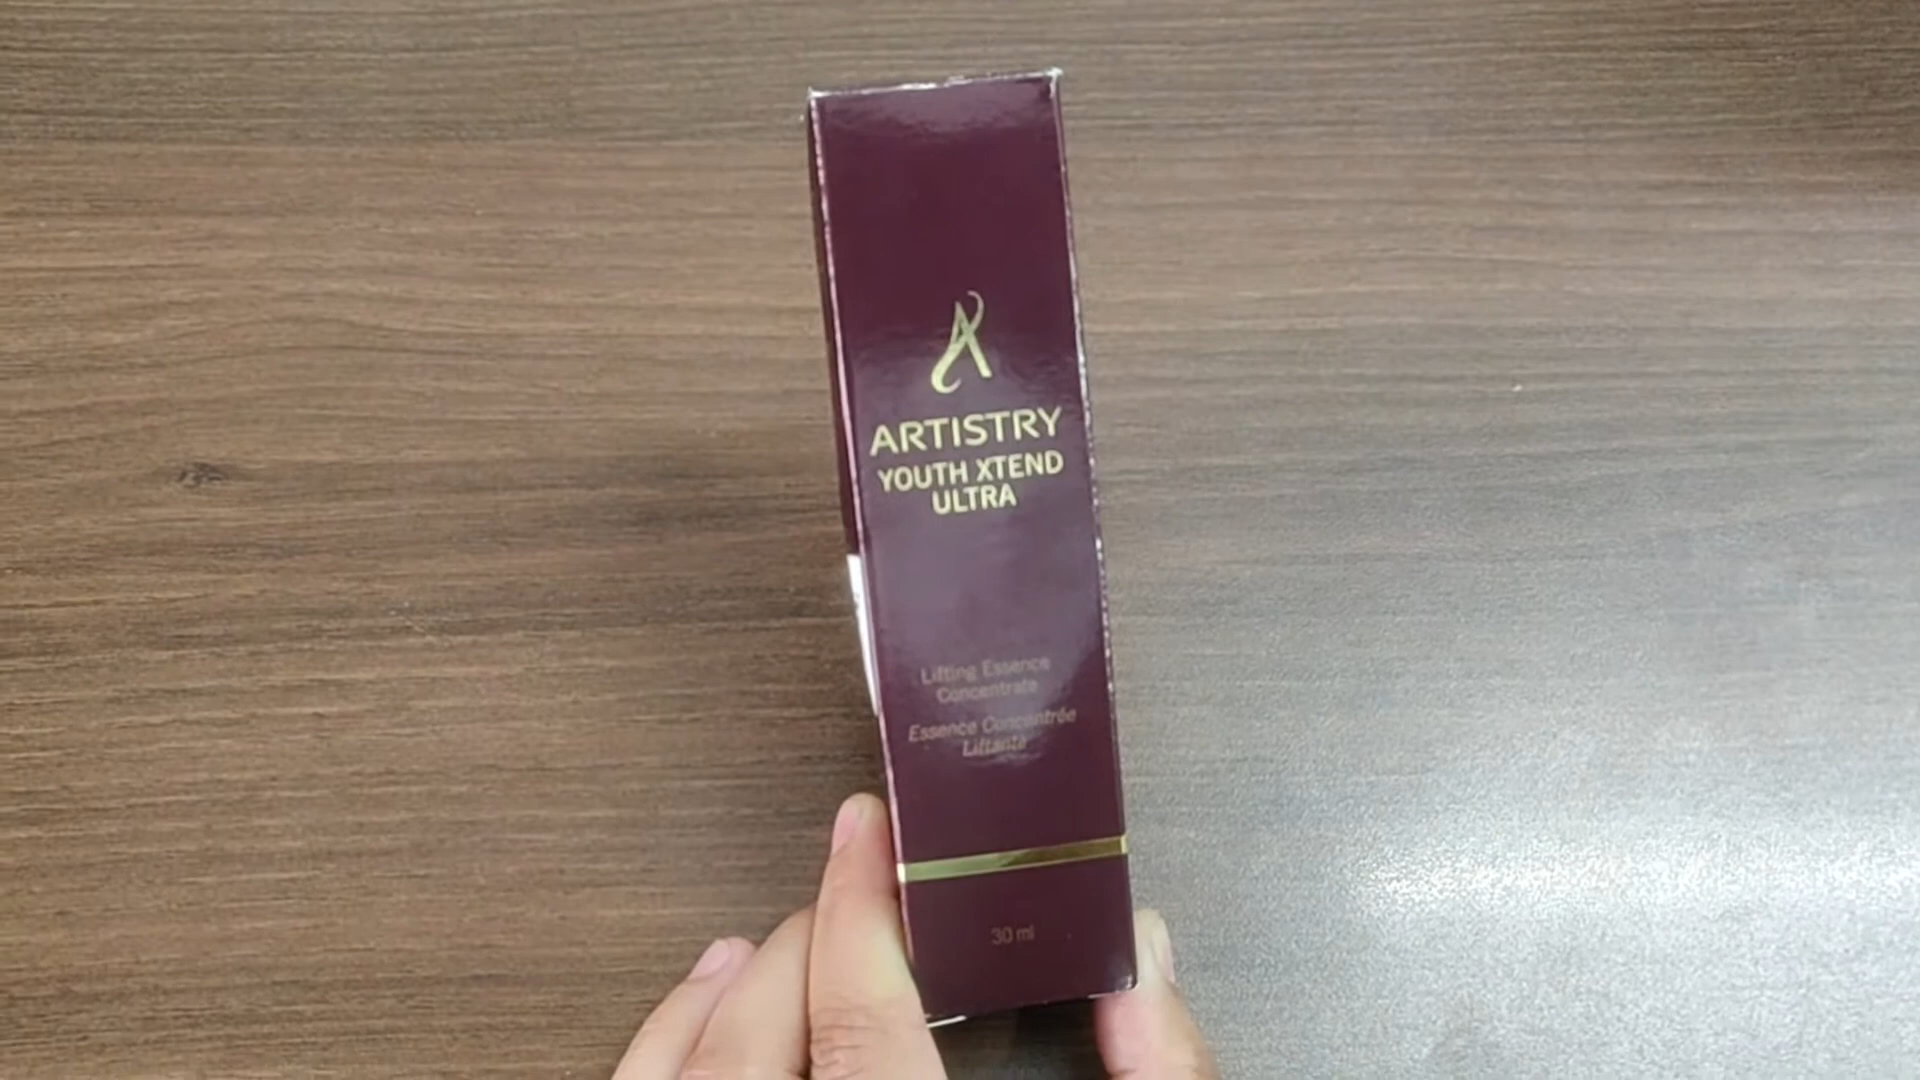 ARTISTRY
YOUTH XTEND
ULTRA
Lifting Essence
Concentrate
Essence Concentrée
Liftante
30 ml